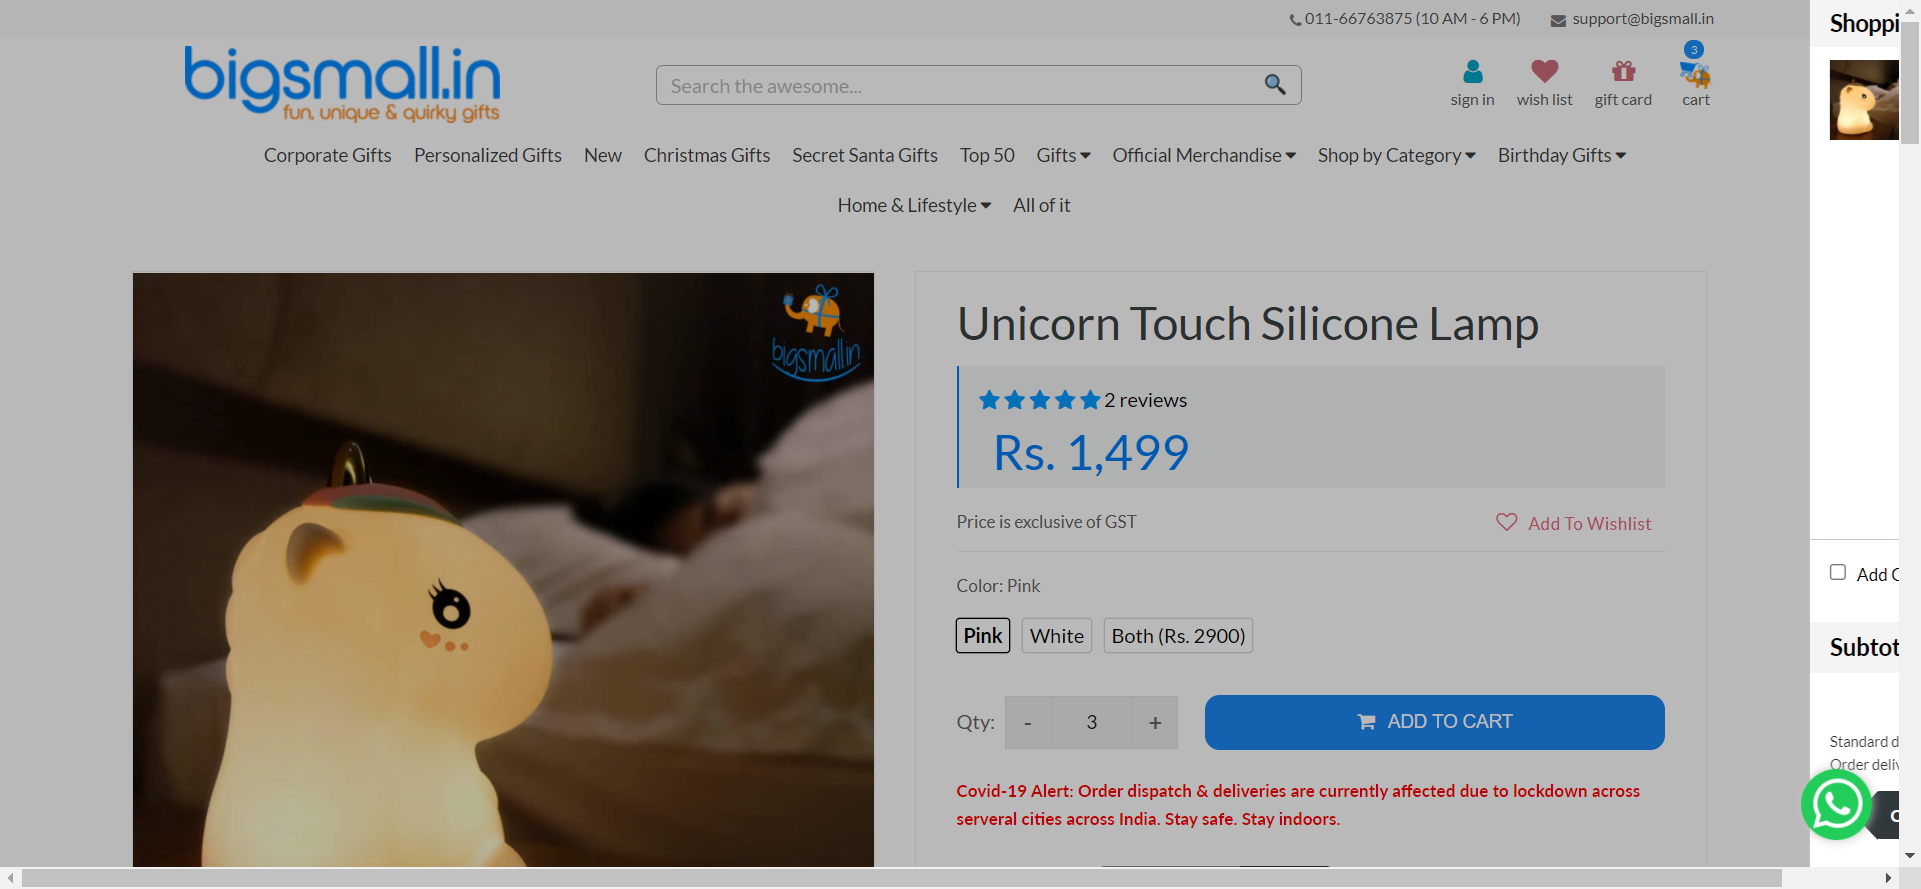 011-66763875 (10 AM - 6 PM)
support@bigsmall.in
Shoppi
bigsmall.in
fun, unique & quirky gifts
Search the awesome...
3
sign in
wish list
gift card
cart
Corporate Gifts
Personalized Gifts
New
Christmas Gifts
Secret Santa Gifts
Top 50
Gifts
Official Merchandise
Shop by Category
Birthday Gifts
Home & Lifestyle
All of it
bigsmall.in
Unicorn Touch Silicone Lamp
2 reviews
Rs. 1,499
Price is exclusive of GST
Add To Wishlist
Color: Pink
Pink
White
Both (Rs. 2900)
Qty:
-
3
+
ADD TO CART
Covid-19 Alert: Order dispatch & deliveries are currently affected due to lockdown across
serveral cities across India. Stay safe. Stay indoors.
Add
Subtot
Standard d
Order deliv